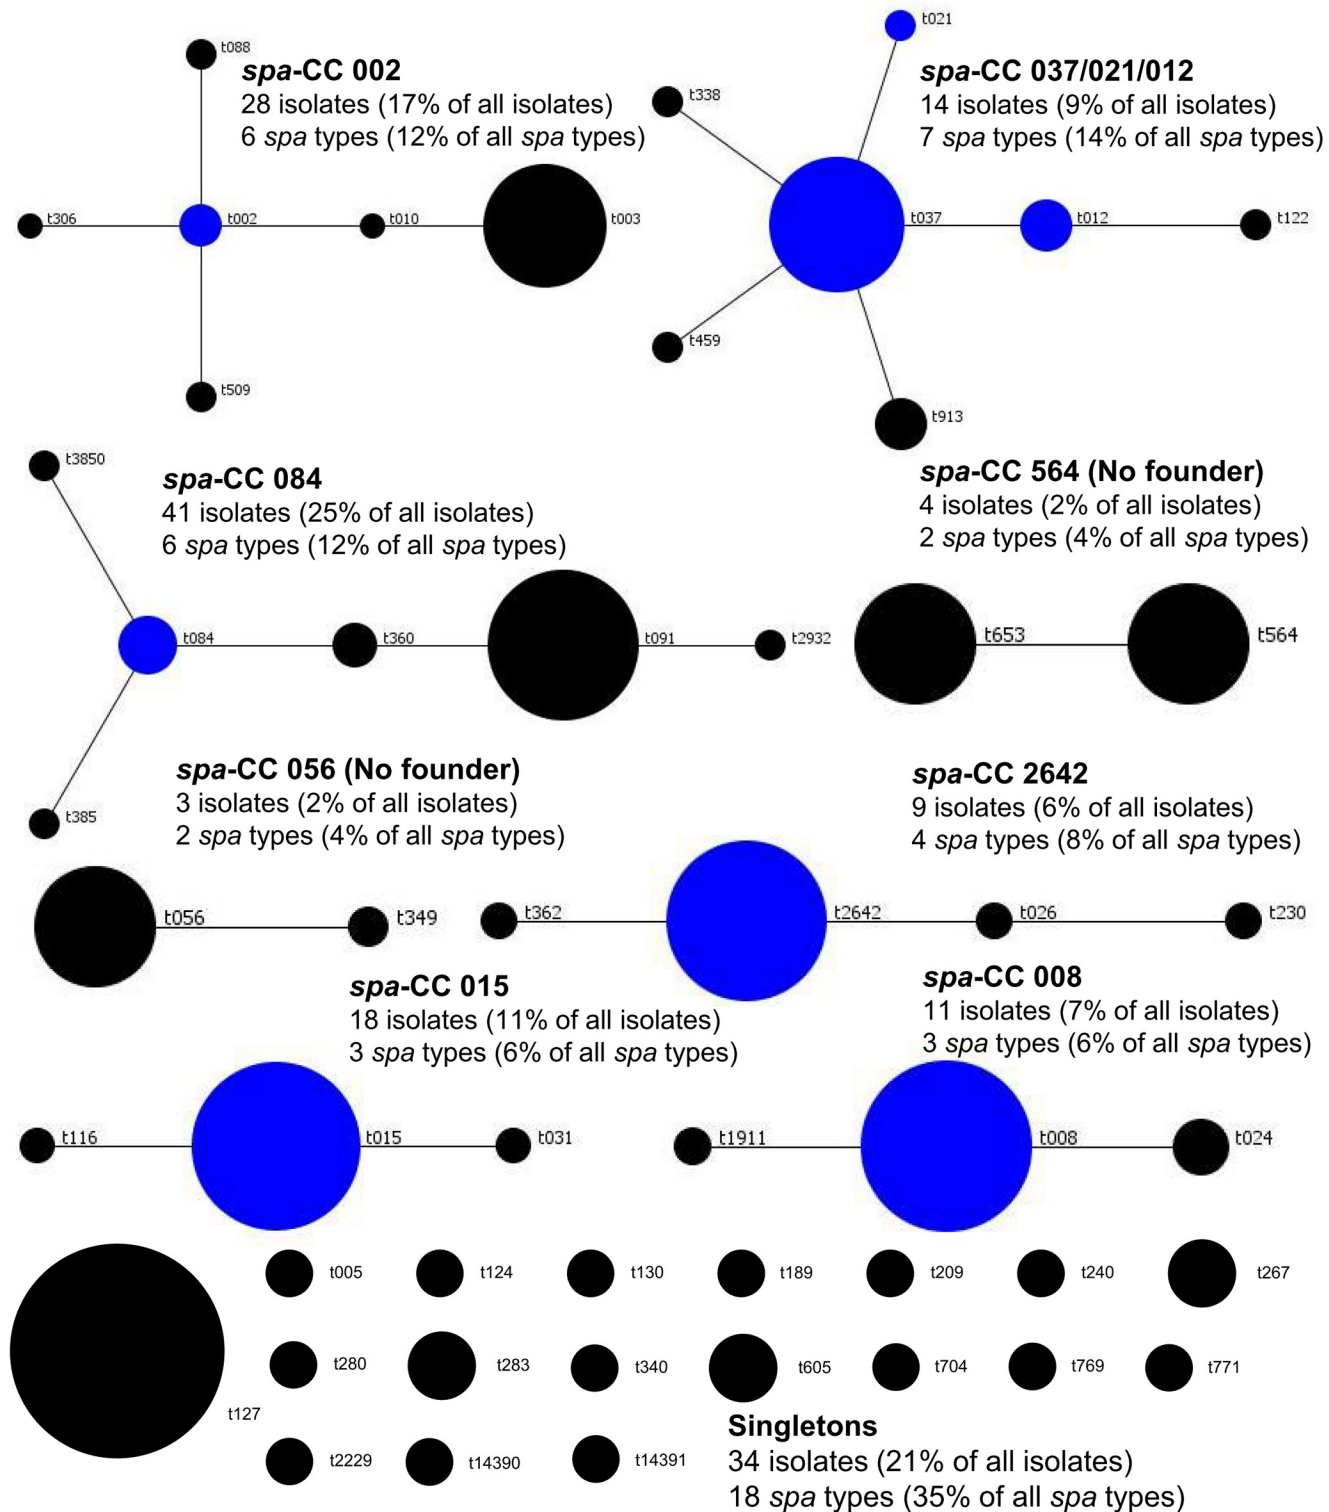 t088
spa-CC 002
28 isolates (17% of all isolates)
6 spa types (12% of all spa types)
t306
t002
t010
t003
t509
t021
spa-CC 037/021/012
14 isolates (9% of all isolates)
7 spa types (14% of all spa types)
t338
t037
t012
t122
t459
t913
t3850
spa-CC 084
41 isolates (25% of all isolates)
6 spa types (12% of all spa types)
t084
t360
t091
t2932
t385
spa-CC 564 (No founder)
4 isolates (2% of all isolates)
2 spa types (4% of all spa types)
t653
t564
spa-CC 056 (No founder)
3 isolates (2% of all isolates)
2 spa types (4% of all spa types)
t056
t349
spa-CC 2642
9 isolates (6% of all isolates)
4 spa types (8% of all spa types)
t362
t2642
t026
t230
spa-CC 015
18 isolates (11% of all isolates)
3 spa types (6% of all spa types)
t116
t015
t031
spa-CC 008
11 isolates (7% of all isolates)
3 spa types (6% of all spa types)
t1911
t008
t024
t127
t005
t124
t130
t189
t209
t240
t267
t280
t283
t340
t605
t704
t769
t771
t2229
t14390
t14391
Singletons
34 isolates (21% of all isolates)
18 spa types (35% of all spa types)